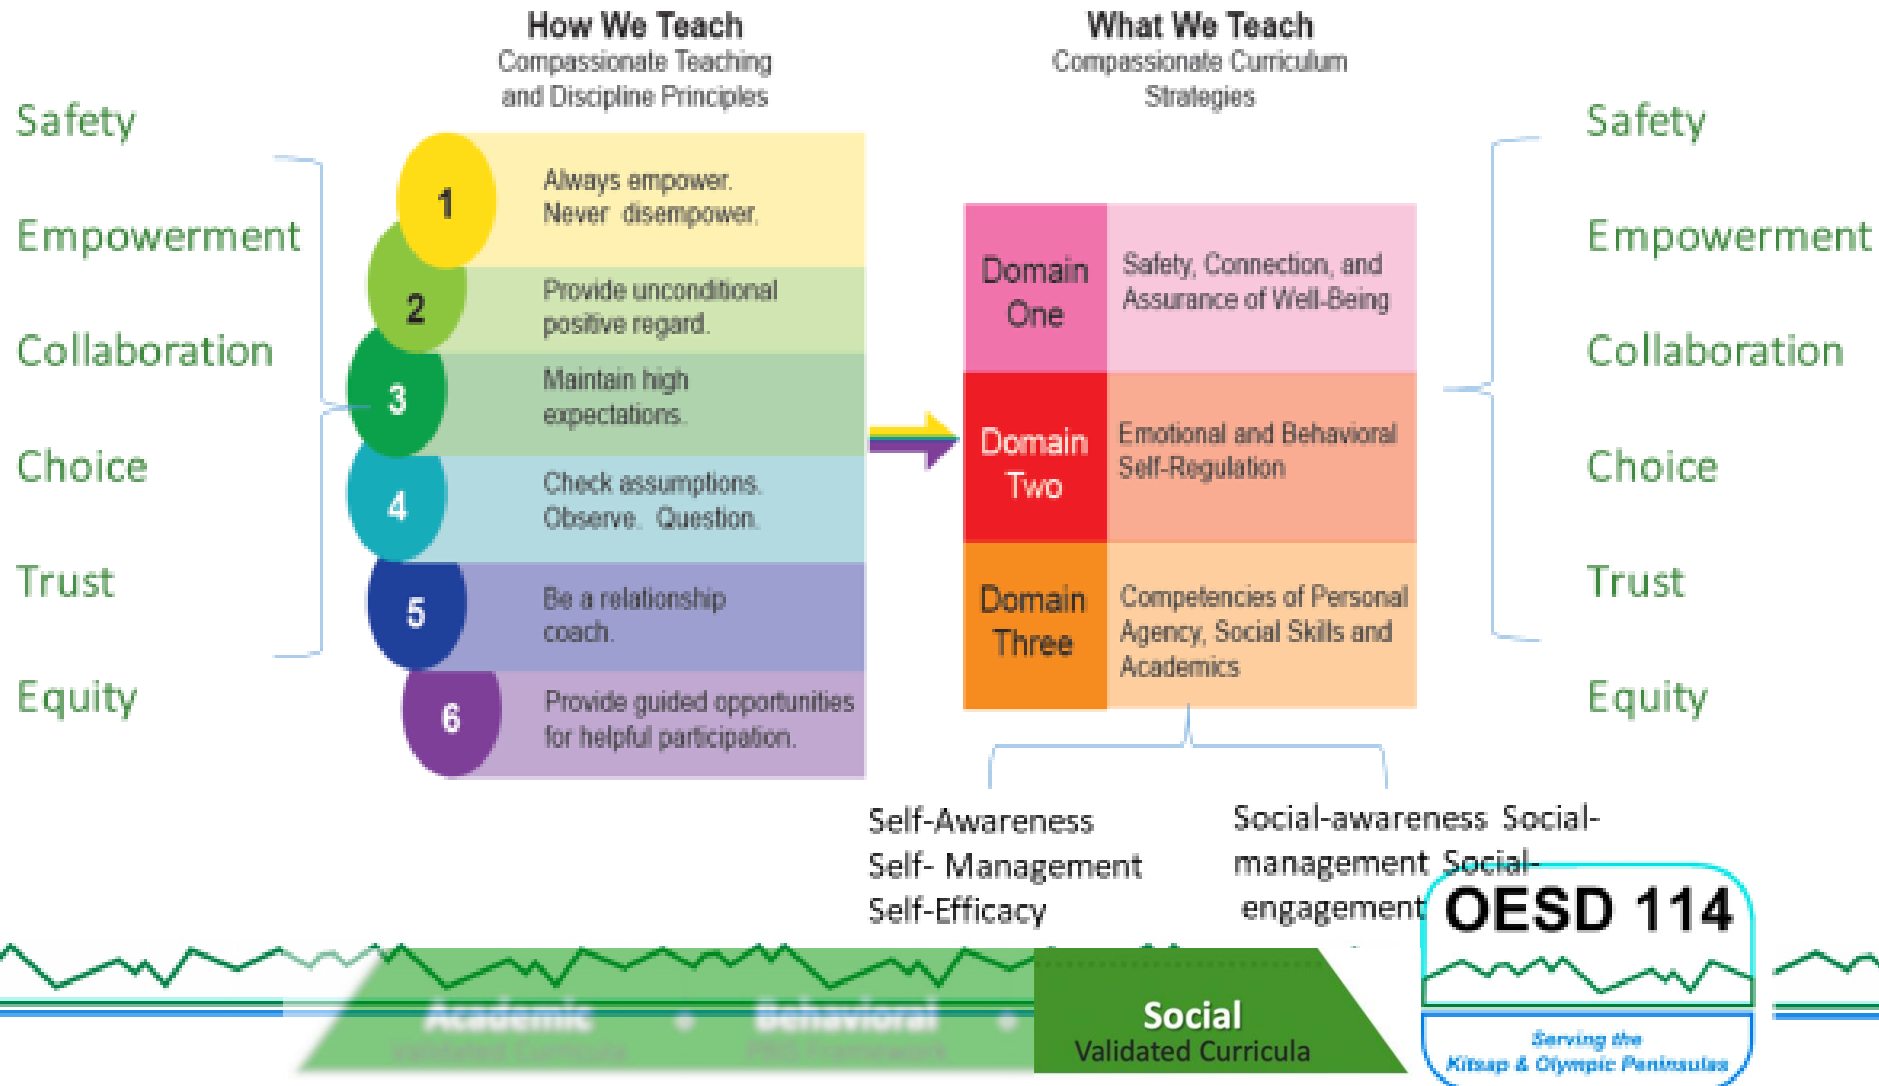 How We Teach
Compassionate Teaching
and Discipline Principles
What We Teach
Compassionate Curriculum
Strategies
Safety
Empowerment
Collaboration
Choice
Trust
Equity
1
Always empower.
Never disempower.
2
Provide unconditional
positive regard.
3
Maintain high
expectations.
4
Check assumptions.
Observe. Question.
5
Be a relationship
coach.
6
Provide guided opportunities
for helpful participation.
Domain
One
Safety, Connection, and
Assurance of Well-Being
Domain
Two
Emotional and Behavioral
Self-Regulation
Domain
Three
Competencies of Personal
Agency, Social Skills and
Academics
Safety
Empowerment
Collaboration
Choice
Trust
Equity
Self-Awareness
Self- Management
Self-Efficacy
Social-awareness Social-
management Social-
engagement
OESD 114
Serving the
Kitsap & Olympic Peninsulas
Academic
Validated Curricula
Behavioral
PBIS Framework
Social
Validated Curricula